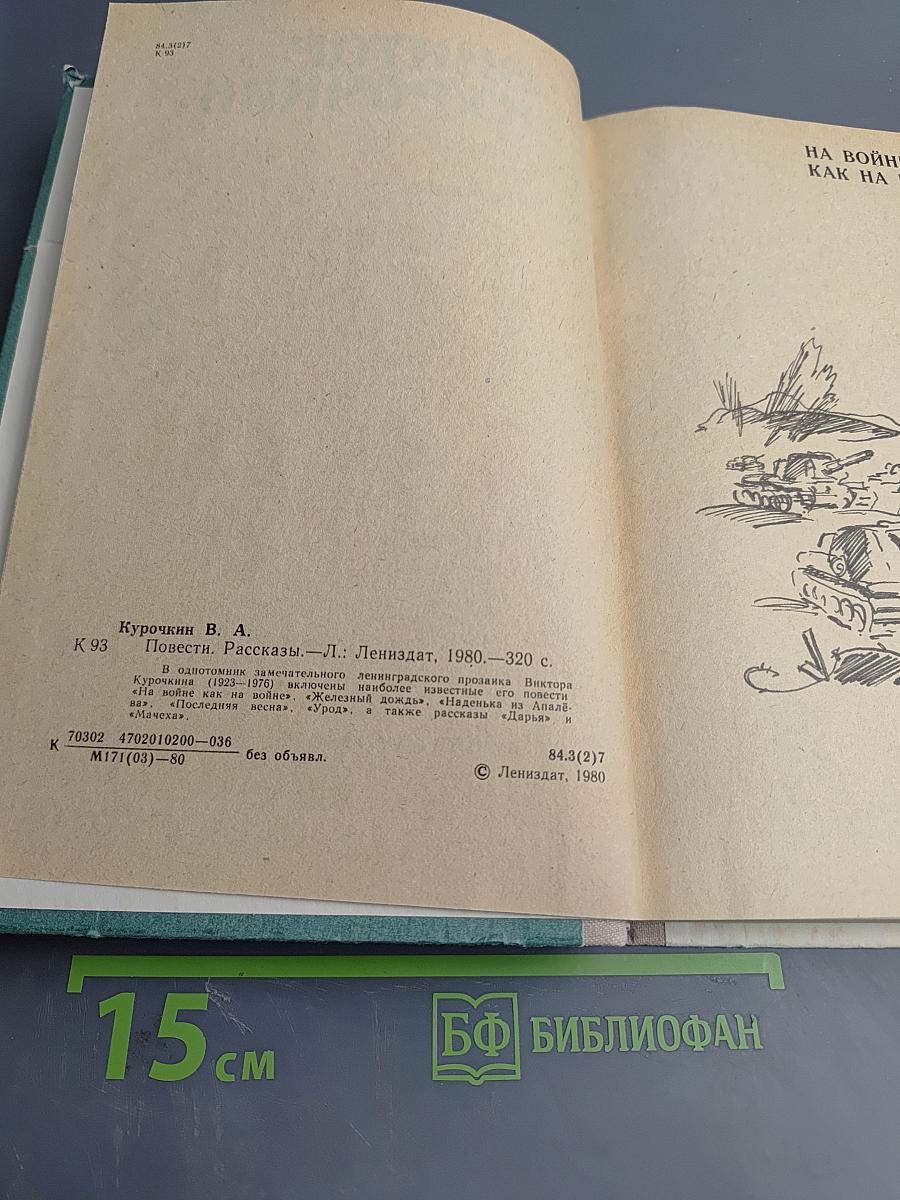 84.3(2)7
К 93
Курочкин В. А.
К 93 Повести. Рассказы.—Л.: Лениздат, 1980.—320 с.
В однотомник замечательного ленинградского прозаика Виктора
Курочкина (1923—1976) включены наиболее известные его повести
«На войне как на войне», «Железный дождь», «Наденька из Апалё-
ва», «Последняя весна», «Урод», а также рассказы «Дарья» и
«Мачеха».
К 70302 4702010200—036
М171(03)—80 без объявл.
84.3(2)7
© Лениздат, 1980
НА ВОЙН
КАК НА
15 см
БФ БИБЛИОФАН